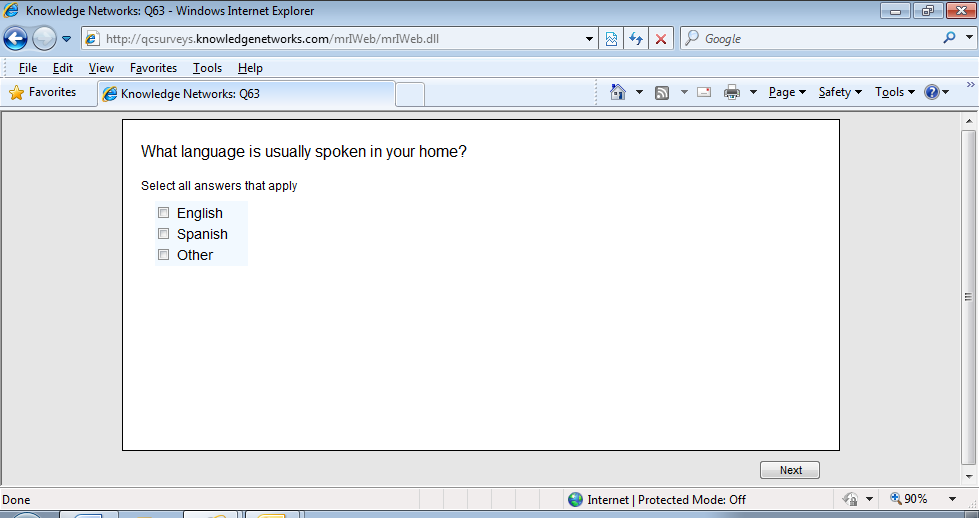 Knowledge Networks: Q63 - Windows Internet Explorer
http://qcsurveys.knowledgenetworks.com/mrIWeb/mrIWeb.dll
Google
File Edit View Favorites Tools Help
Favorites
Knowledge Networks: Q63
Page Safety Tools
What language is usually spoken in your home?
Select all answers that apply
English
Spanish
Other
Next
Done
Internet | Protected Mode: Off
90%